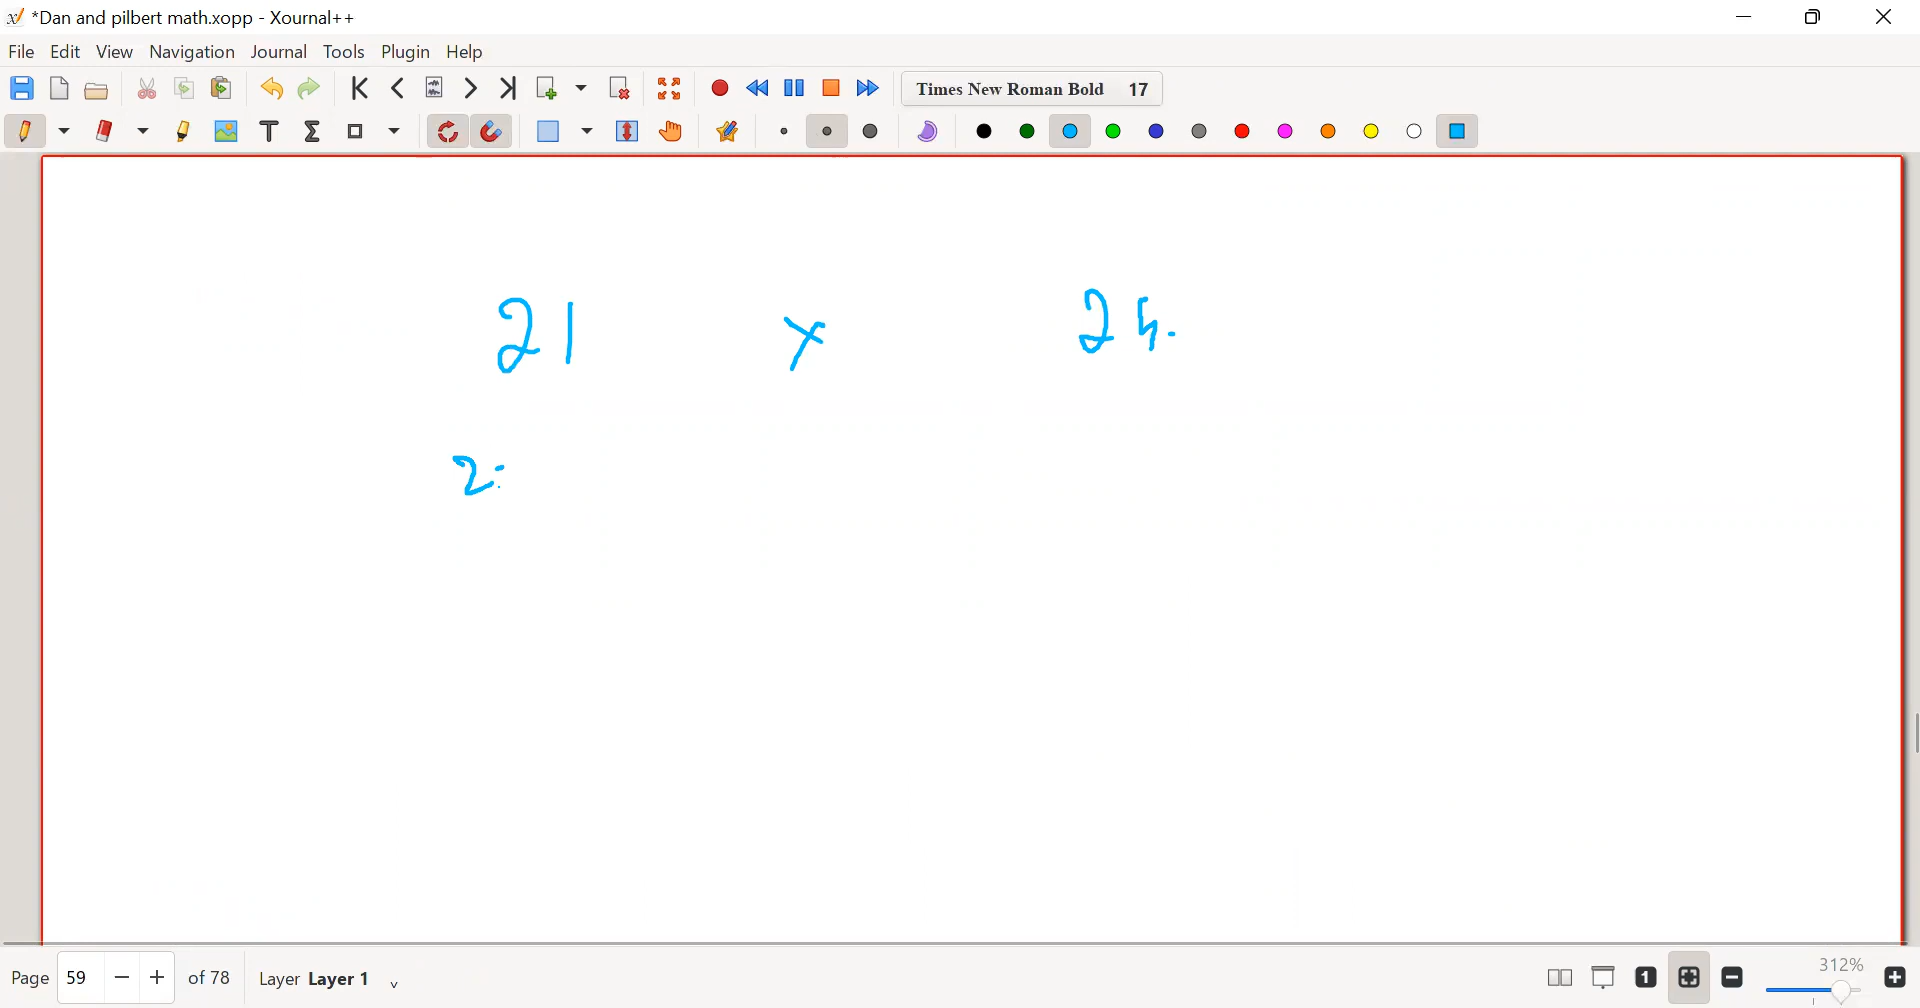 *Dan and pilbert math.xopp - Xournal++
File Edit View Navigation Journal Tools Plugin Help
Times New Roman Bold 17
21 x 24.
2:
Page 59 of 78 Layer Layer 1
1
312%